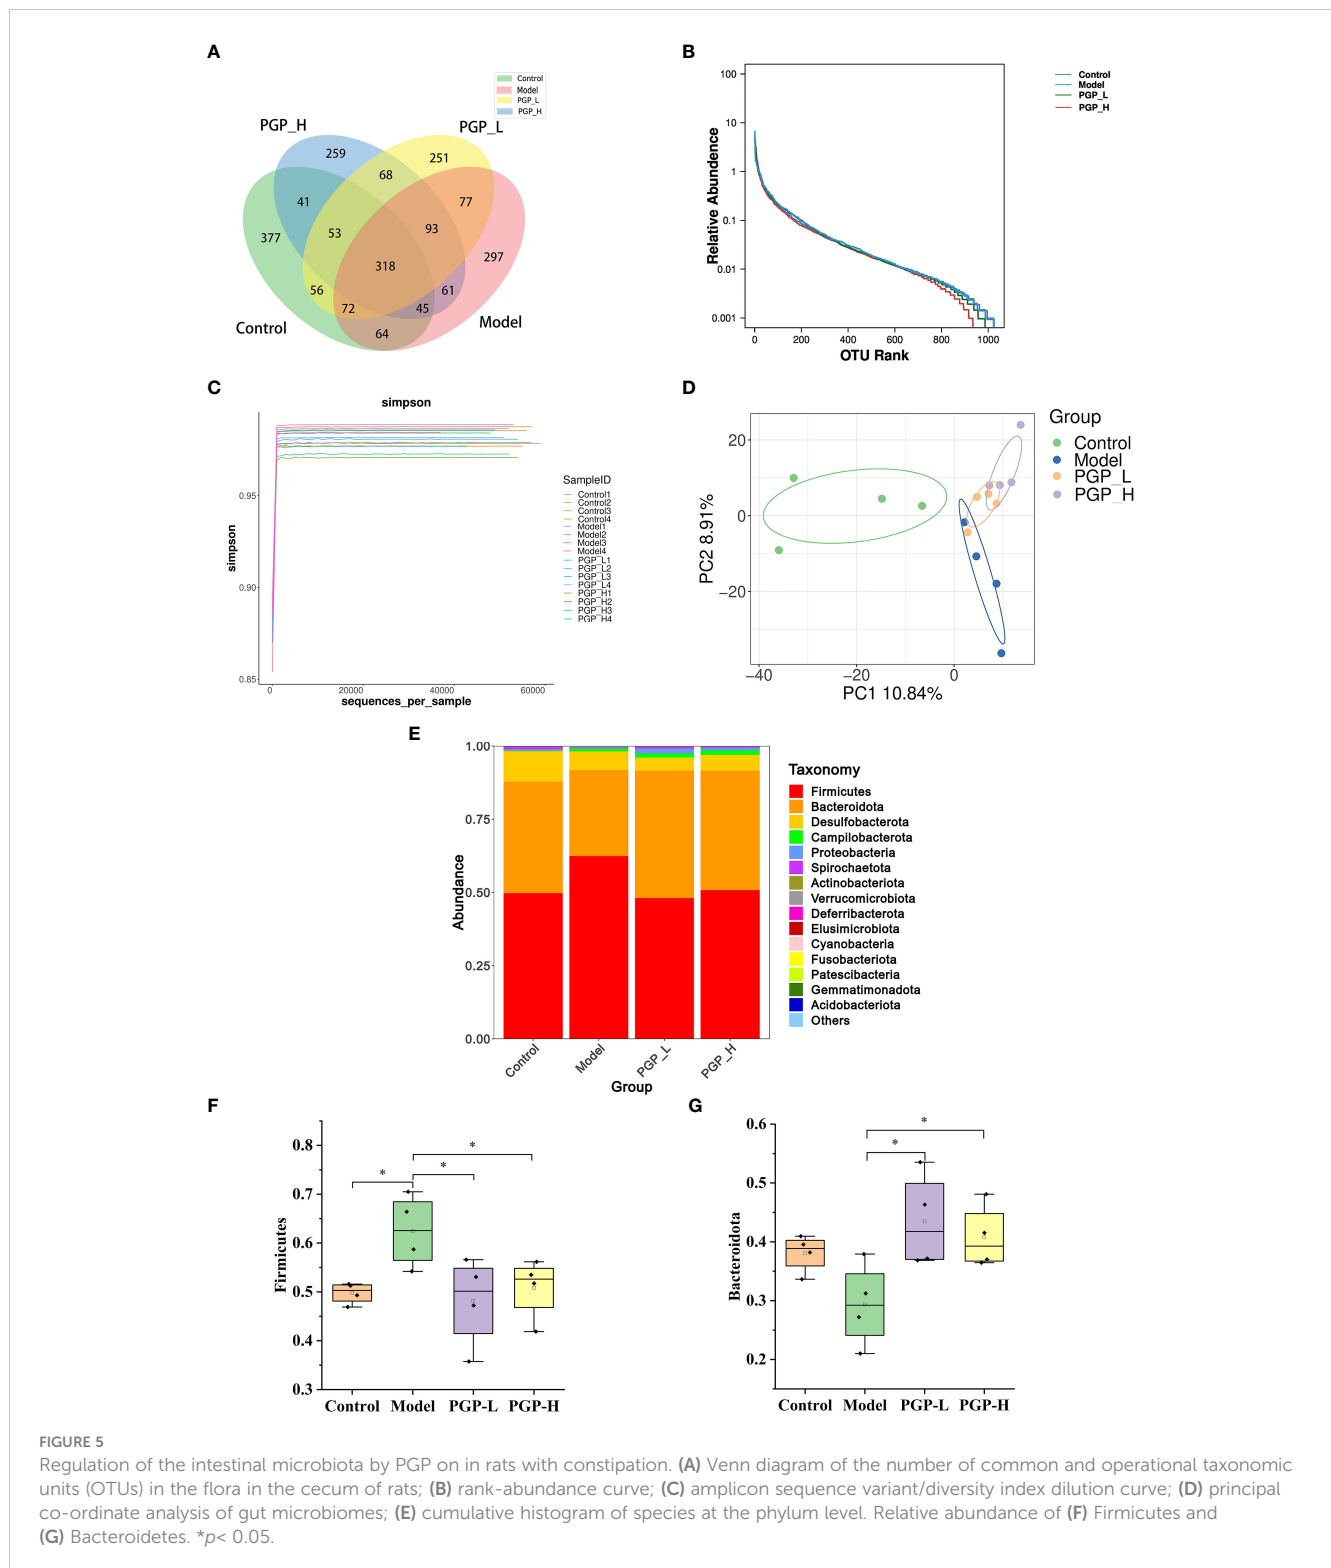 A
Control
Model
PGP_L
PGP_H
PGP_H
PGP_L
259
251
68
41
77
377
53
93
297
318
56
61
72
45
Control
Model
64
B
Control
Model
PGP_L
PGP_H
100
10
1
0.1
0.01
0.001
Relative Abundence
0
200
400
600
800
1000
OTU Rank
C
simpson
simpson
0.95
0.90
0.85
0
20000
40000
60000
sequences_per_sample
SampleID
Control1
Control2
Control3
Control4
Model1
Model2
Model3
Model4
PGP_L1
PGP_L2
PGP_L3
PGP_L4
PGP_H1
PGP_H2
PGP_H3
PGP_H4
D
Group
Control
Model
PGP_L
PGP_H
20
0
−20
PC2 8.91%
−40
−20
0
PC1 10.84%
E
1.00
0.75
0.50
0.25
0.00
Abundance
Control
Model
PGP_L
PGP_H
Group
Taxonomy
Firmicutes
Bacteroidota
Desulfobacterota
Campilobacterota
Proteobacteria
Spirochaetota
Actinobacteriota
Verrucomicrobiota
Deferribacterota
Elusimicrobiota
Cyanobacteria
Fusobacteriota
Patescibacteria
Gemmatimonadota
Acidobacteriota
Others
F
0.8
0.7
0.6
0.5
0.4
0.3
Firmicutes
*
*
*
Control
Model
PGP-L
PGP-H
G
0.6
0.5
0.4
0.3
0.2
Bacteroidota
*
*
Control
Model
PGP-L
PGP-H
FIGURE 5
Regulation of the intestinal microbiota by PGP on in rats with constipation. (A) Venn diagram of the number of common and operational taxonomic
units (OTUs) in the flora in the cecum of rats; (B) rank-abundance curve; (C) amplicon sequence variant/diversity index dilution curve; (D) principal
co-ordinate analysis of gut microbiomes; (E) cumulative histogram of species at the phylum level. Relative abundance of (F) Firmicutes and
(G) Bacteroidetes. *p< 0.05.